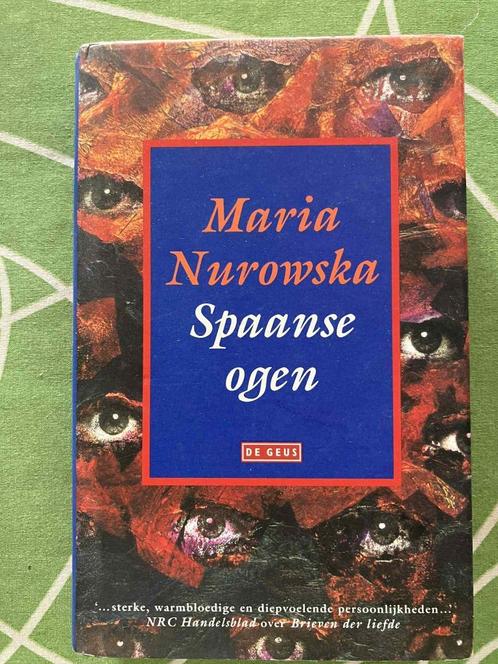 Maria
Nurowska
Spaanse
ogen
DE GEUS
'...sterke, warmbloedige en diepvoelende persoonlijkheden...'
NRC Handelsblad over Brieven der liefde